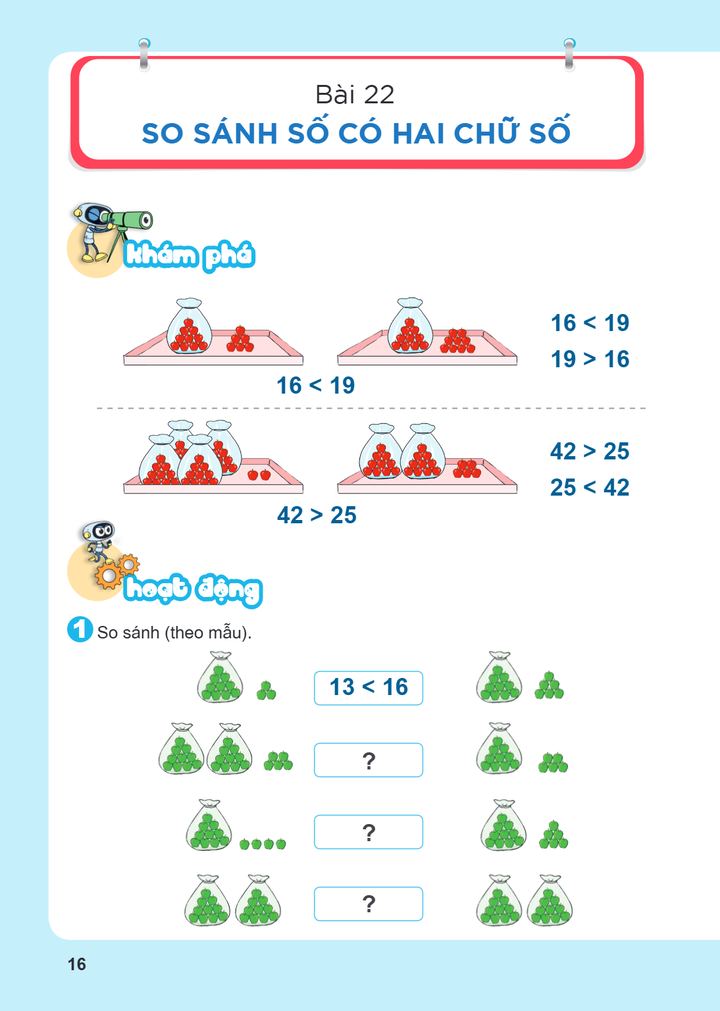 Bài 22
SO SÁNH SỐ CÓ HAI CHỮ SỐ
khám phá
16 < 19
19 > 16
16 < 19
42 > 25
25 < 42
42 > 25
hoạt động
1 So sánh (theo mẫu).
13 < 16
?
?
?
16